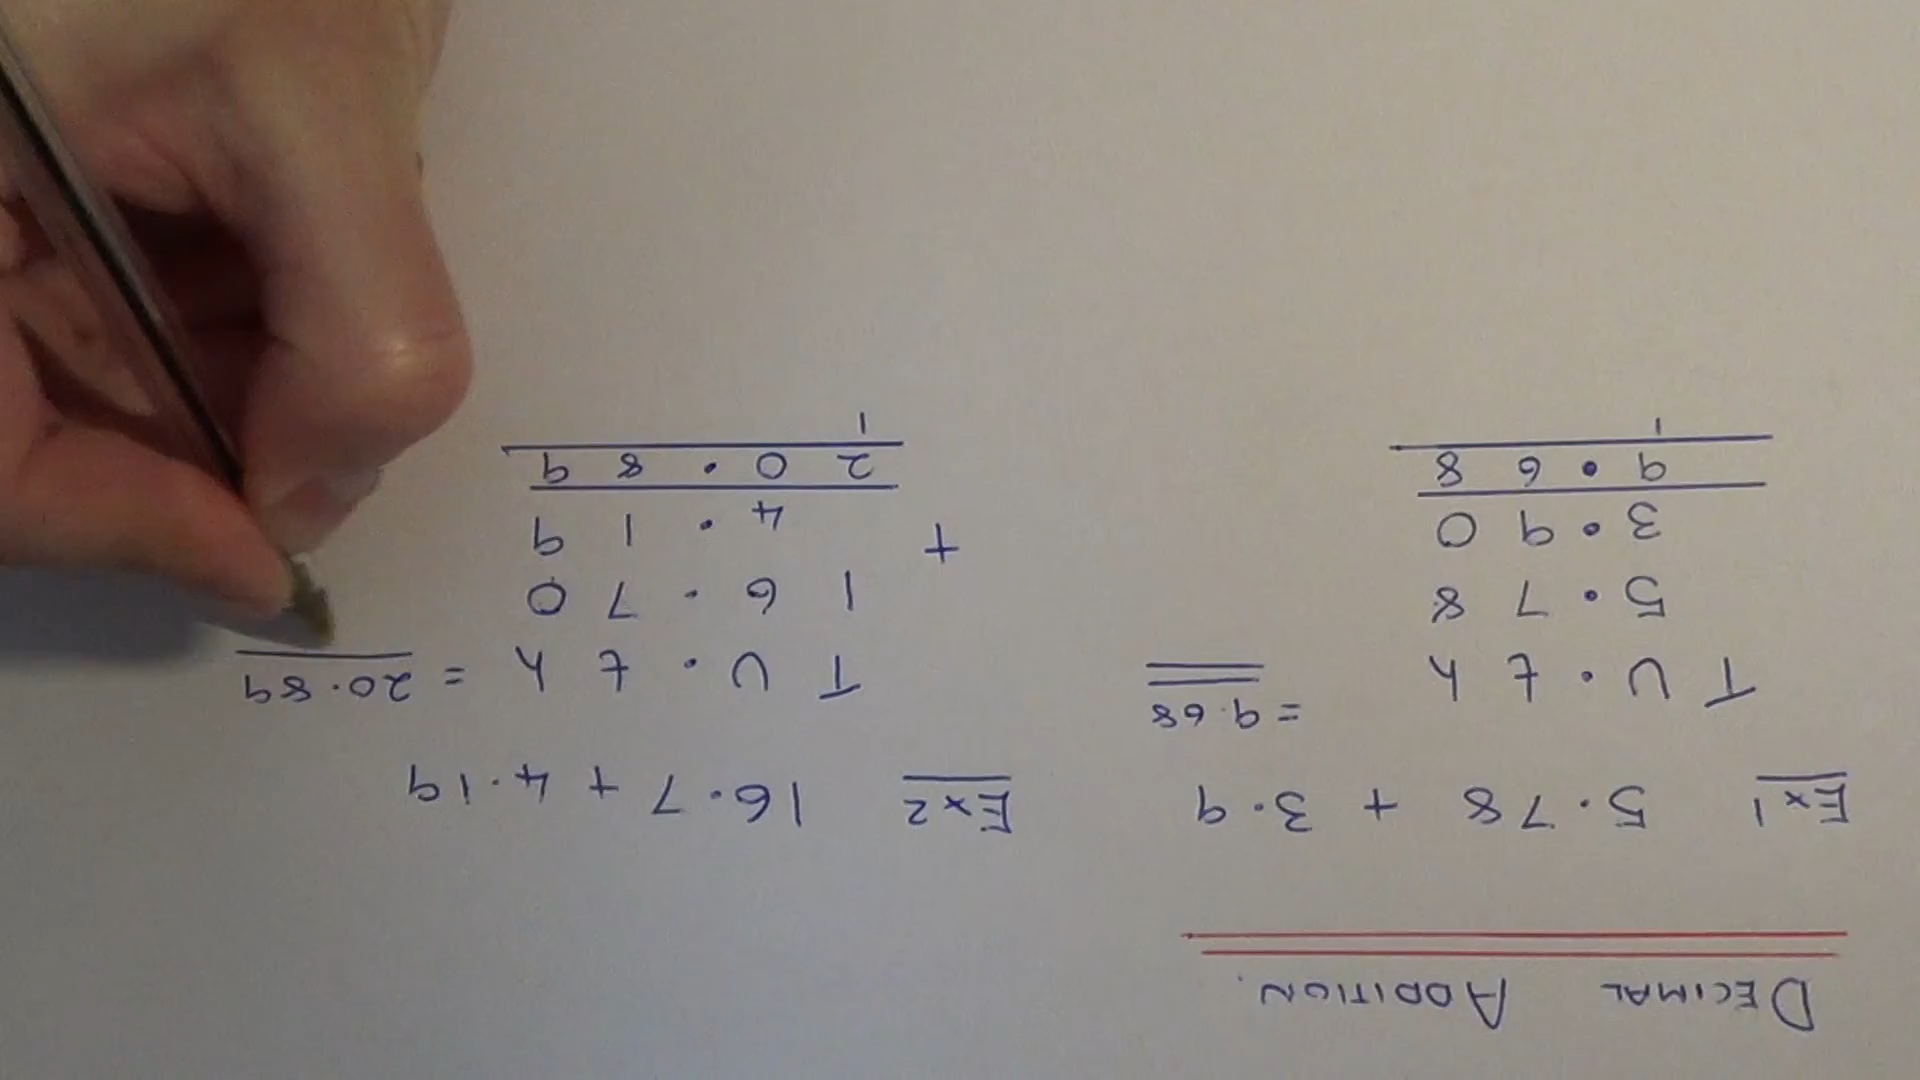 DECIMAL ADDITION.
Ex1 5.78 + 3.9
T U . t h = 9.68
5 . 7 8
3 . 9 0
9 . 6 8
1
Ex2 16.7 + 4.19
T U . t h = 20.89
1 6 . 7 0
+ 4 . 1 9
2 0 . 8 9
1